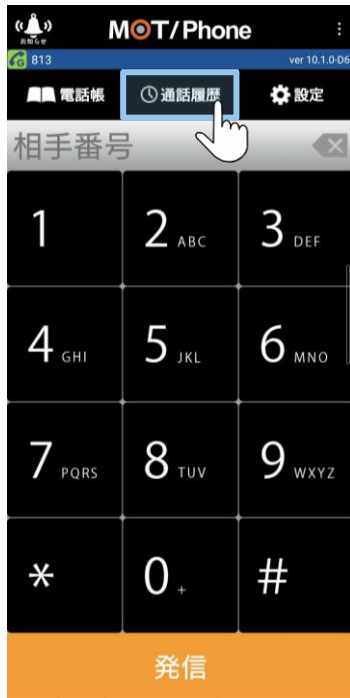 お知らせ MOT/Phone
813 ver 10.1.0-D6
電話帳 通話履歴 設定
相手番号
1 2 ABC 3 DEF
4 GHI 5 JKL 6 MNO
7 PQRS 8 TUV 9 WXYZ
* 0 + #
発信